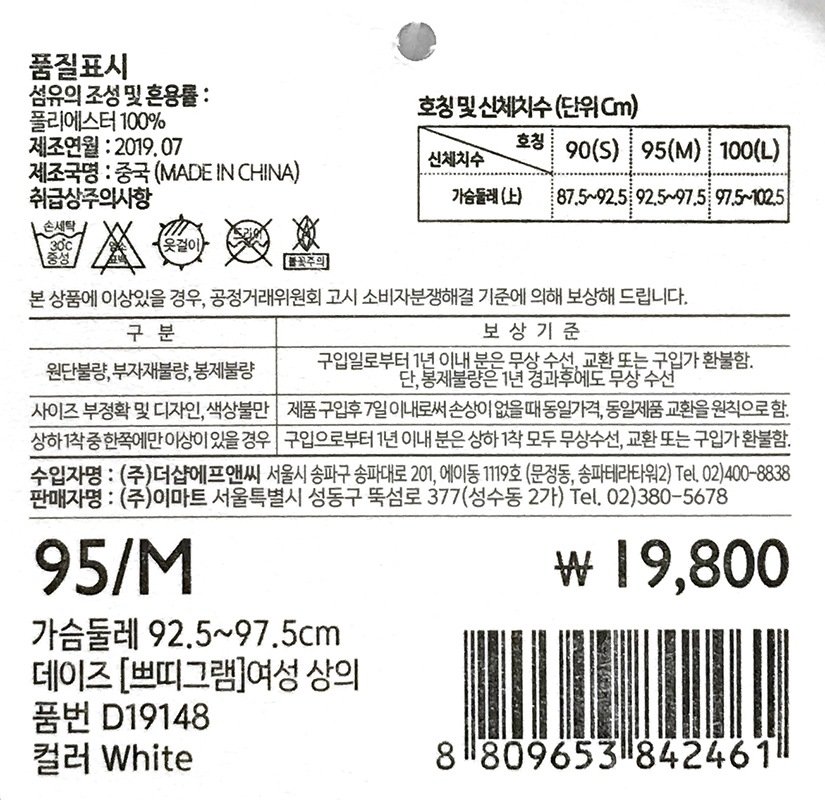 품질표시
섬유의 조성 및 혼용률 :
폴리에스터 100%
제조연월 : 2019. 07
제조국명 : 중국 (MADE IN CHINA)
취급상주의사항
손세탁 30℃ 중성
염소 표백
옷걸이
드라이
불꽃주의
호칭 및 신체치수 (단위 Cm)
호칭 신체치수 90(S) 95(M) 100(L)
가슴둘레 (上) 87.5~92.5 92.5~97.5 97.5~102.5
본 상품에 이상있을 경우, 공정거래위원회 고시 소비자분쟁해결 기준에 의해 보상해 드립니다.
구 분 보 상 기 준
원단불량, 부자재불량, 봉제불량 구입일로부터 1년 이내 분은 무상 수선, 교환 또는 구입가 환불함.
단, 봉제불량은 1년 경과후에도 무상 수선
사이즈 부정확 및 디자인, 색상불만 제품 구입후 7일 이내로써 손상이 없을 때 동일가격, 동일제품 교환을 원칙으로 함.
상하 1착 중 한쪽에만 이상이 있을 경우 구입으로부터 1년 이내 분은 상하 1착 모두 무상수선, 교환 또는 구입가 환불함.
수입자명 : (주)더샵에프앤씨 서울시 송파구 송파대로 201, 에이동 1119호 (문정동, 송파테라타워2) Tel. 02)400-8838
판매자명 : (주)이마트 서울특별시 성동구 뚝섬로 377(성수동 2가) Tel. 02)380-5678
95/M
₩ 19,800
가슴둘레 92.5~97.5cm
데이즈 [쁘띠그램]여성 상의
품번 D19148
컬러 White
8 809653 842461